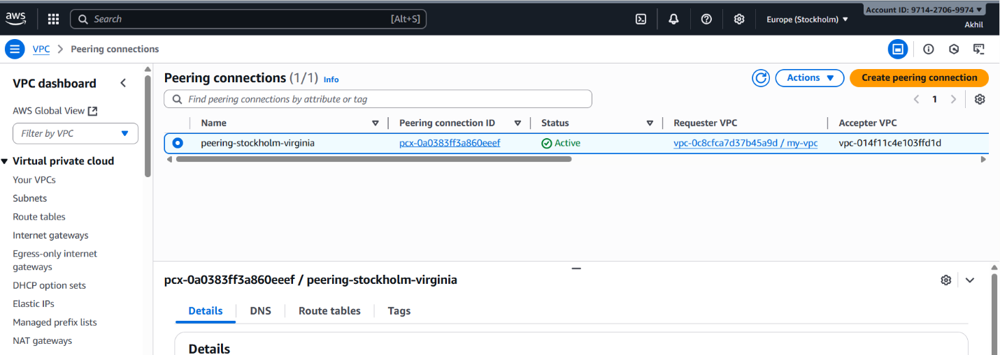 aws Search [Alt+S] Europe (Stockholm) Account ID: 9714-2706-9974
Akhil
VPC Peering connections
VPC dashboard
AWS Global View
Filter by VPC
Virtual private cloud
Your VPCs
Subnets
Route tables
Internet gateways
Egress-only internet
gateways
DHCP option sets
Elastic IPs
Managed prefix lists
NAT gateways
Peering connections (1/1) Info Actions Create peering connection
Find peering connections by attribute or tag 1
Name Peering connection ID Status Requester VPC Accepter VPC
peering-stockholm-virginia pcx-0a0383ff3a860eeef Active vpc-0c8cfca7d37b45a9d / my-vpc vpc-014f11c4e103ffd1d
pcx-0a0383ff3a860eeef / peering-stockholm-virginia
Details DNS Route tables Tags
Details